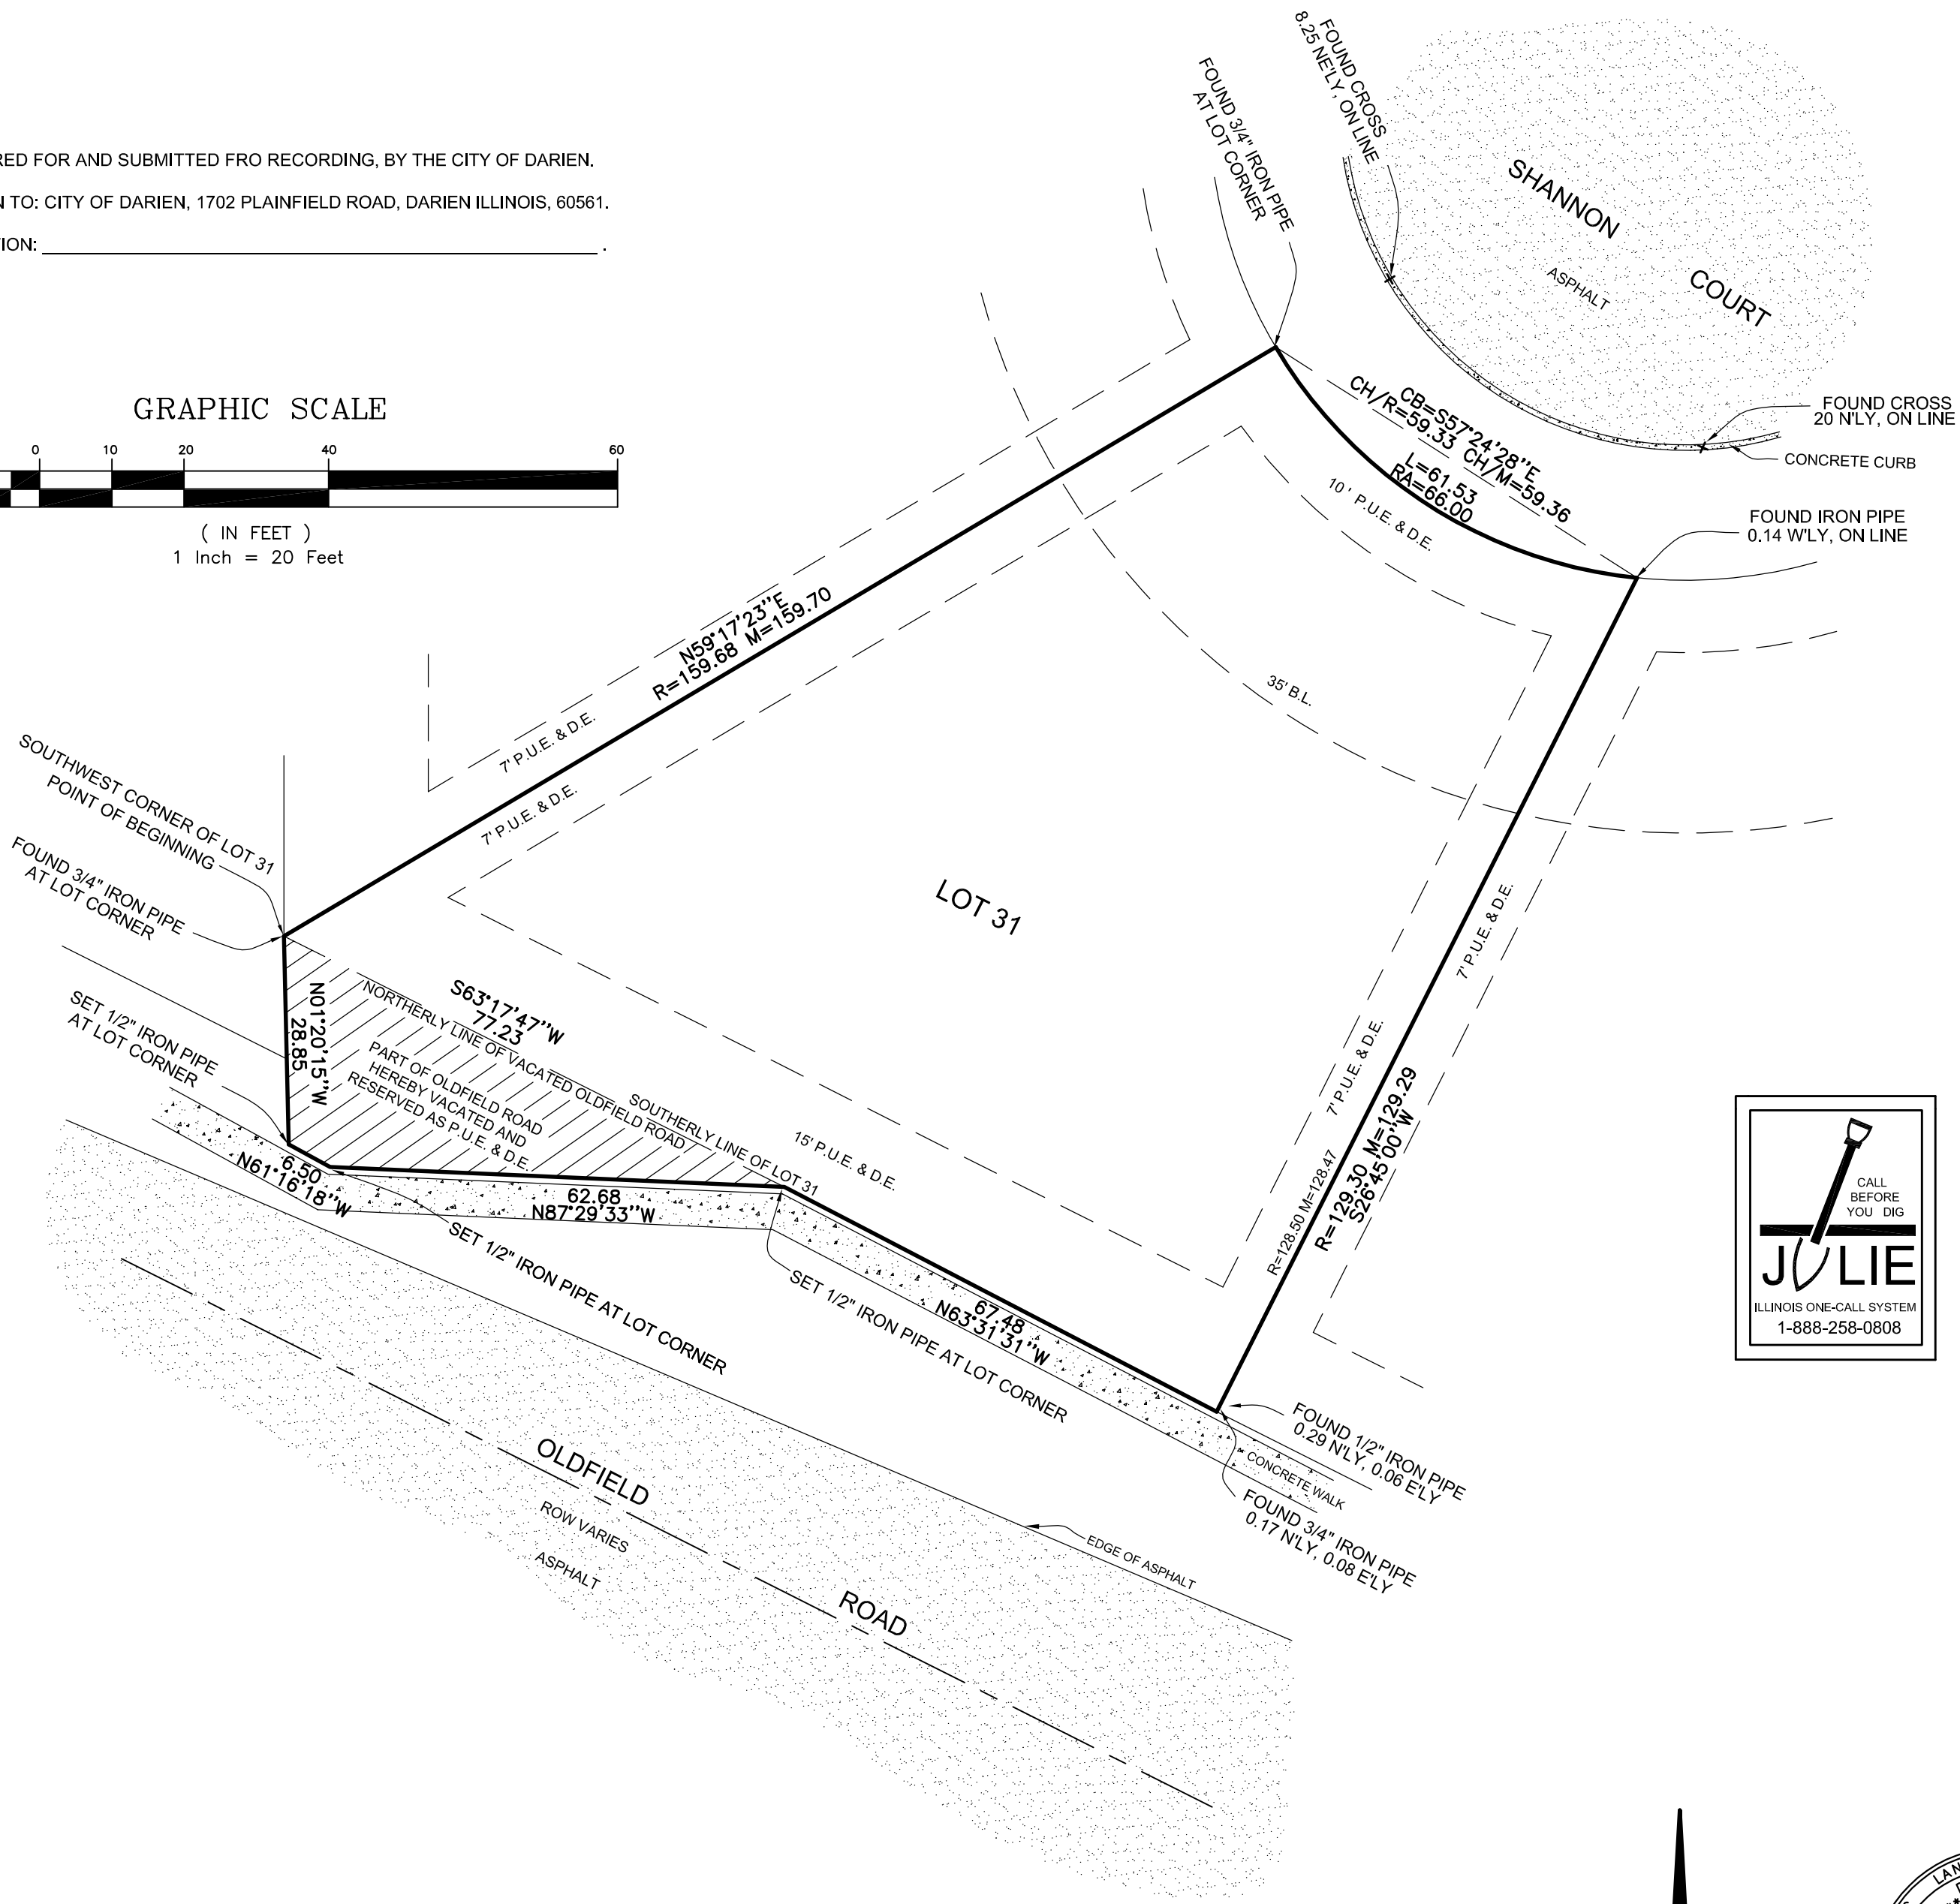 RED FOR AND SUBMITTED FRO RECORDING, BY THE CITY OF DARIEN.
N TO: CITY OF DARIEN, 1702 PLAINFIELD ROAD, DARIEN ILLINOIS, 60561.
TION: .
GRAPHIC SCALE
0 10 20 40 60
( IN FEET )
1 Inch = 20 Feet
FOUND CROSS
8.25 NE'LY, ON LINE
FOUND 3/4" IRON PIPE
AT LOT CORNER
SHANNON
COURT
ASPHALT
FOUND CROSS
20 N'LY, ON LINE
CONCRETE CURB
CB=S57°24'28''E
CH/R=59.33 CH/M=59.36
L=61.53
RA=66.00
10' P.U.E. & D.E.
FOUND IRON PIPE
0.14 W'LY, ON LINE
N59°17'23''E
R=159.68 M=159.70
7' P.U.E. & D.E.
7' P.U.E. & D.E.
35' B.L.
SOUTHWEST CORNER OF LOT 31
POINT OF BEGINNING
FOUND 3/4" IRON PIPE
AT LOT CORNER
LOT 31
7' P.U.E. & D.E.
7' P.U.E. & D.E.
SET 1/2" IRON PIPE
AT LOT CORNER
N01°20'15''W
28.85
S63°17'47''W
77.23
NORTHERLY LINE OF VACATED OLDFIELD ROAD
SOUTHERLY LINE OF LOT 31
PART OF OLDFIELD ROAD
HEREBY VACATED AND
RESERVED AS P.U.E. & D.E.
15' P.U.E. & D.E.
R=128.50 M=128.47
R=129.30 M=129.29
S26°45'00''W
6.50
N61°16'18''W
62.68
N87°29'33''W
SET 1/2" IRON PIPE AT LOT CORNER
SET 1/2" IRON PIPE AT LOT CORNER
67.48
N63°31'31''W
FOUND 1/2" IRON PIPE
0.29 N'LY, 0.06 E'LY
CONCRETE WALK
FOUND 3/4" IRON PIPE
0.17 N'LY, 0.08 E'LY
EDGE OF ASPHALT
OLDFIELD
ROAD
ROW VARIES
ASPHALT
CALL
BEFORE
YOU DIG
JULIE
ILLINOIS ONE-CALL SYSTEM
1-888-258-0808